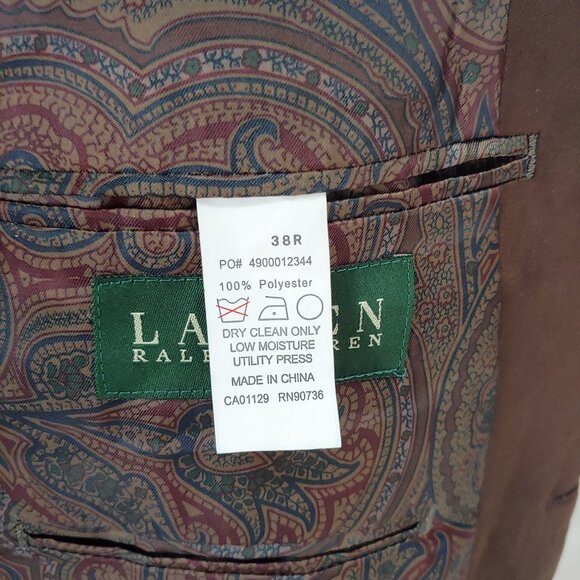 38R
PO# 4900012344
100% Polyester
DRY CLEAN ONLY
LOW MOISTURE
UTILITY PRESS
MADE IN CHINA
CA01129 RN90736